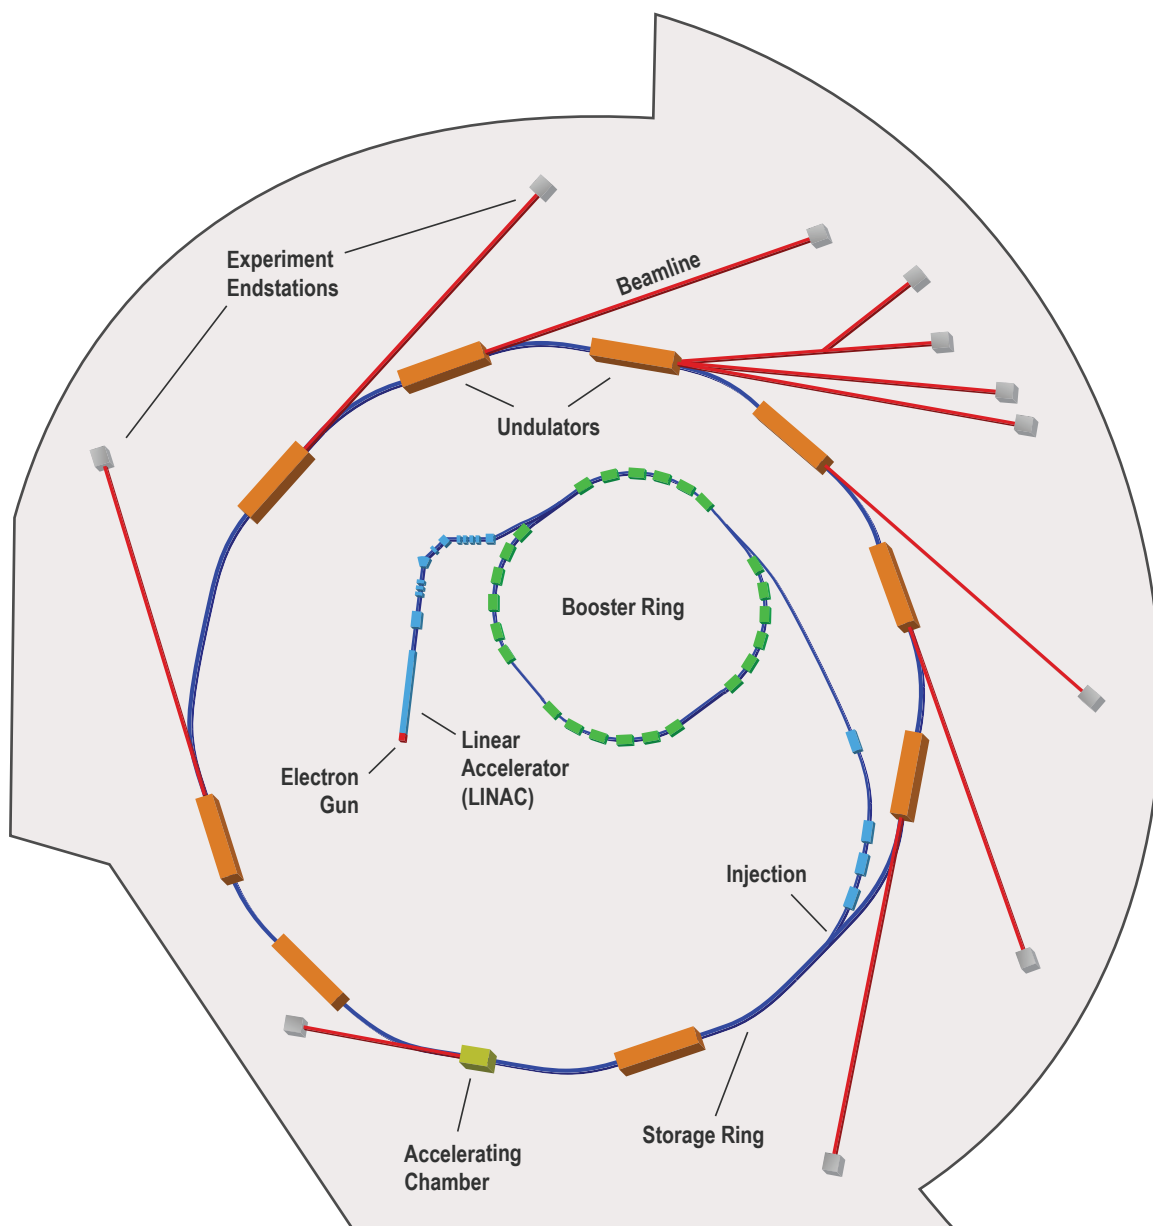 Experiment
Endstations
Beamline
Undulators
Booster Ring
Electron
Gun
Linear
Accelerator
(LINAC)
Injection
Storage Ring
Accelerating
Chamber